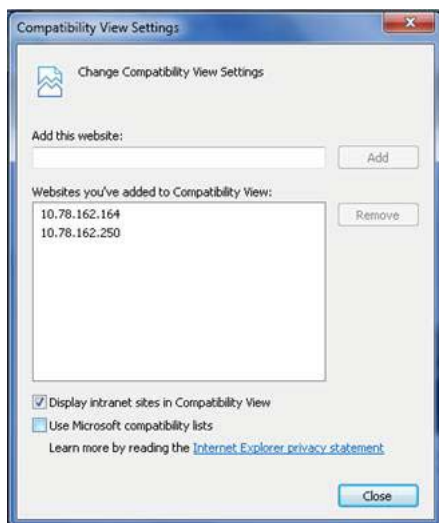 Compatibility View Settings
Change Compatibility View Settings
Add this website:
Add
Websites you've added to Compatibility View:
10.78.162.164
10.78.162.250
Remove
Display intranet sites in Compatibility View
Use Microsoft compatibility lists
Learn more by reading the Internet Explorer privacy statement
Close